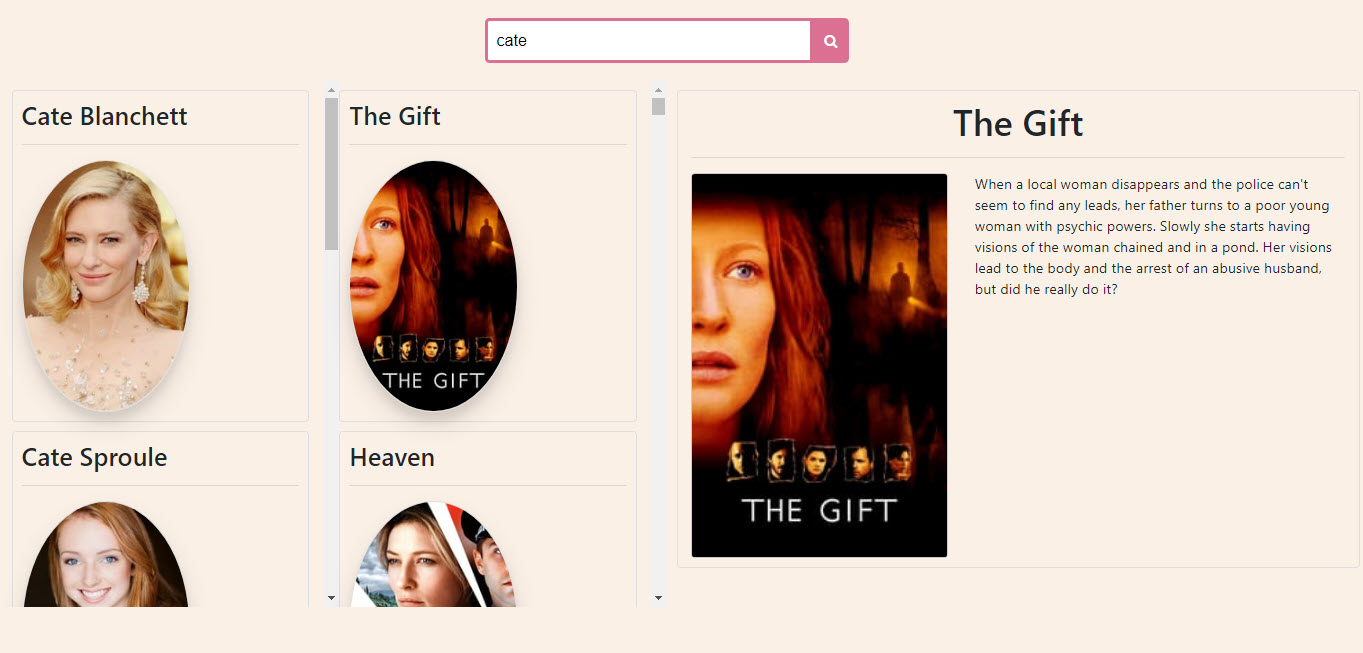 cate
Cate Blanchett
Cate Sproule
The Gift
THE GIFT
Heaven
The Gift
THE GIFT
When a local woman disappears and the police can't
seem to find any leads, her father turns to a poor young
woman with psychic powers. Slowly she starts having
visions of the woman chained and in a pond. Her visions
lead to the body and the arrest of an abusive husband,
but did he really do it?